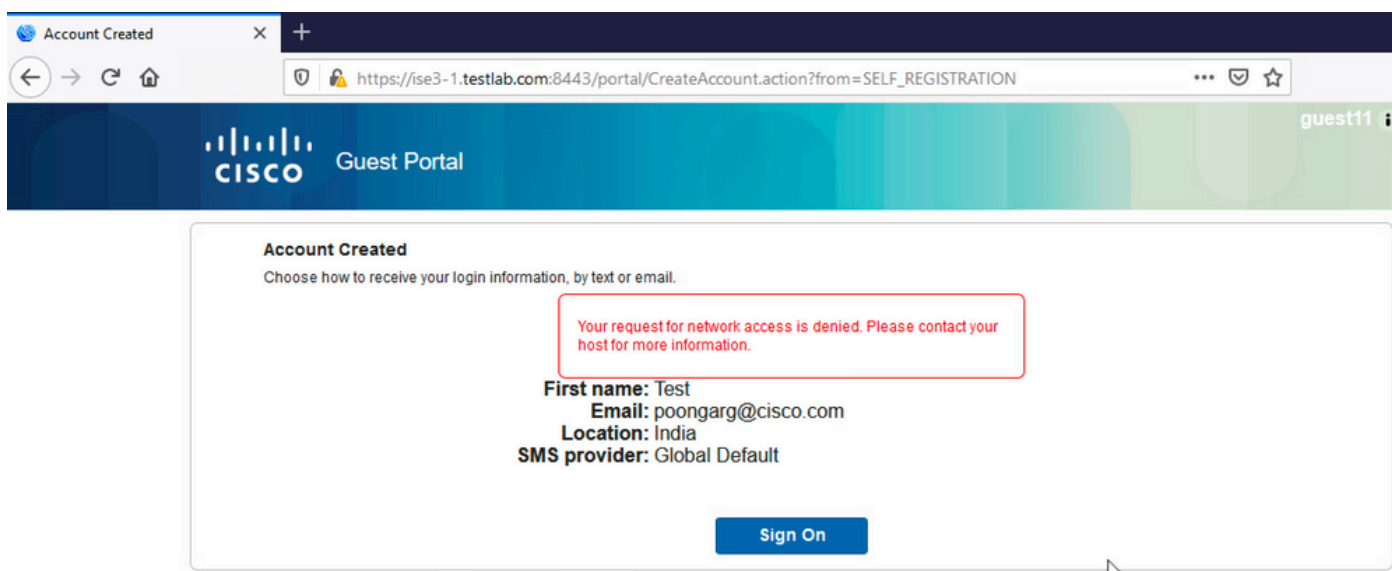 Account Created
https://ise3-1.testlab.com:8443/portal/CreateAccount.action?from=SELF_REGISTRATION
guest11
CISCO Guest Portal
Account Created
Choose how to receive your login information, by text or email.
Your request for network access is denied. Please contact your
host for more information.
First name: Test
Email: poongarg@cisco.com
Location: India
SMS provider: Global Default
Sign On